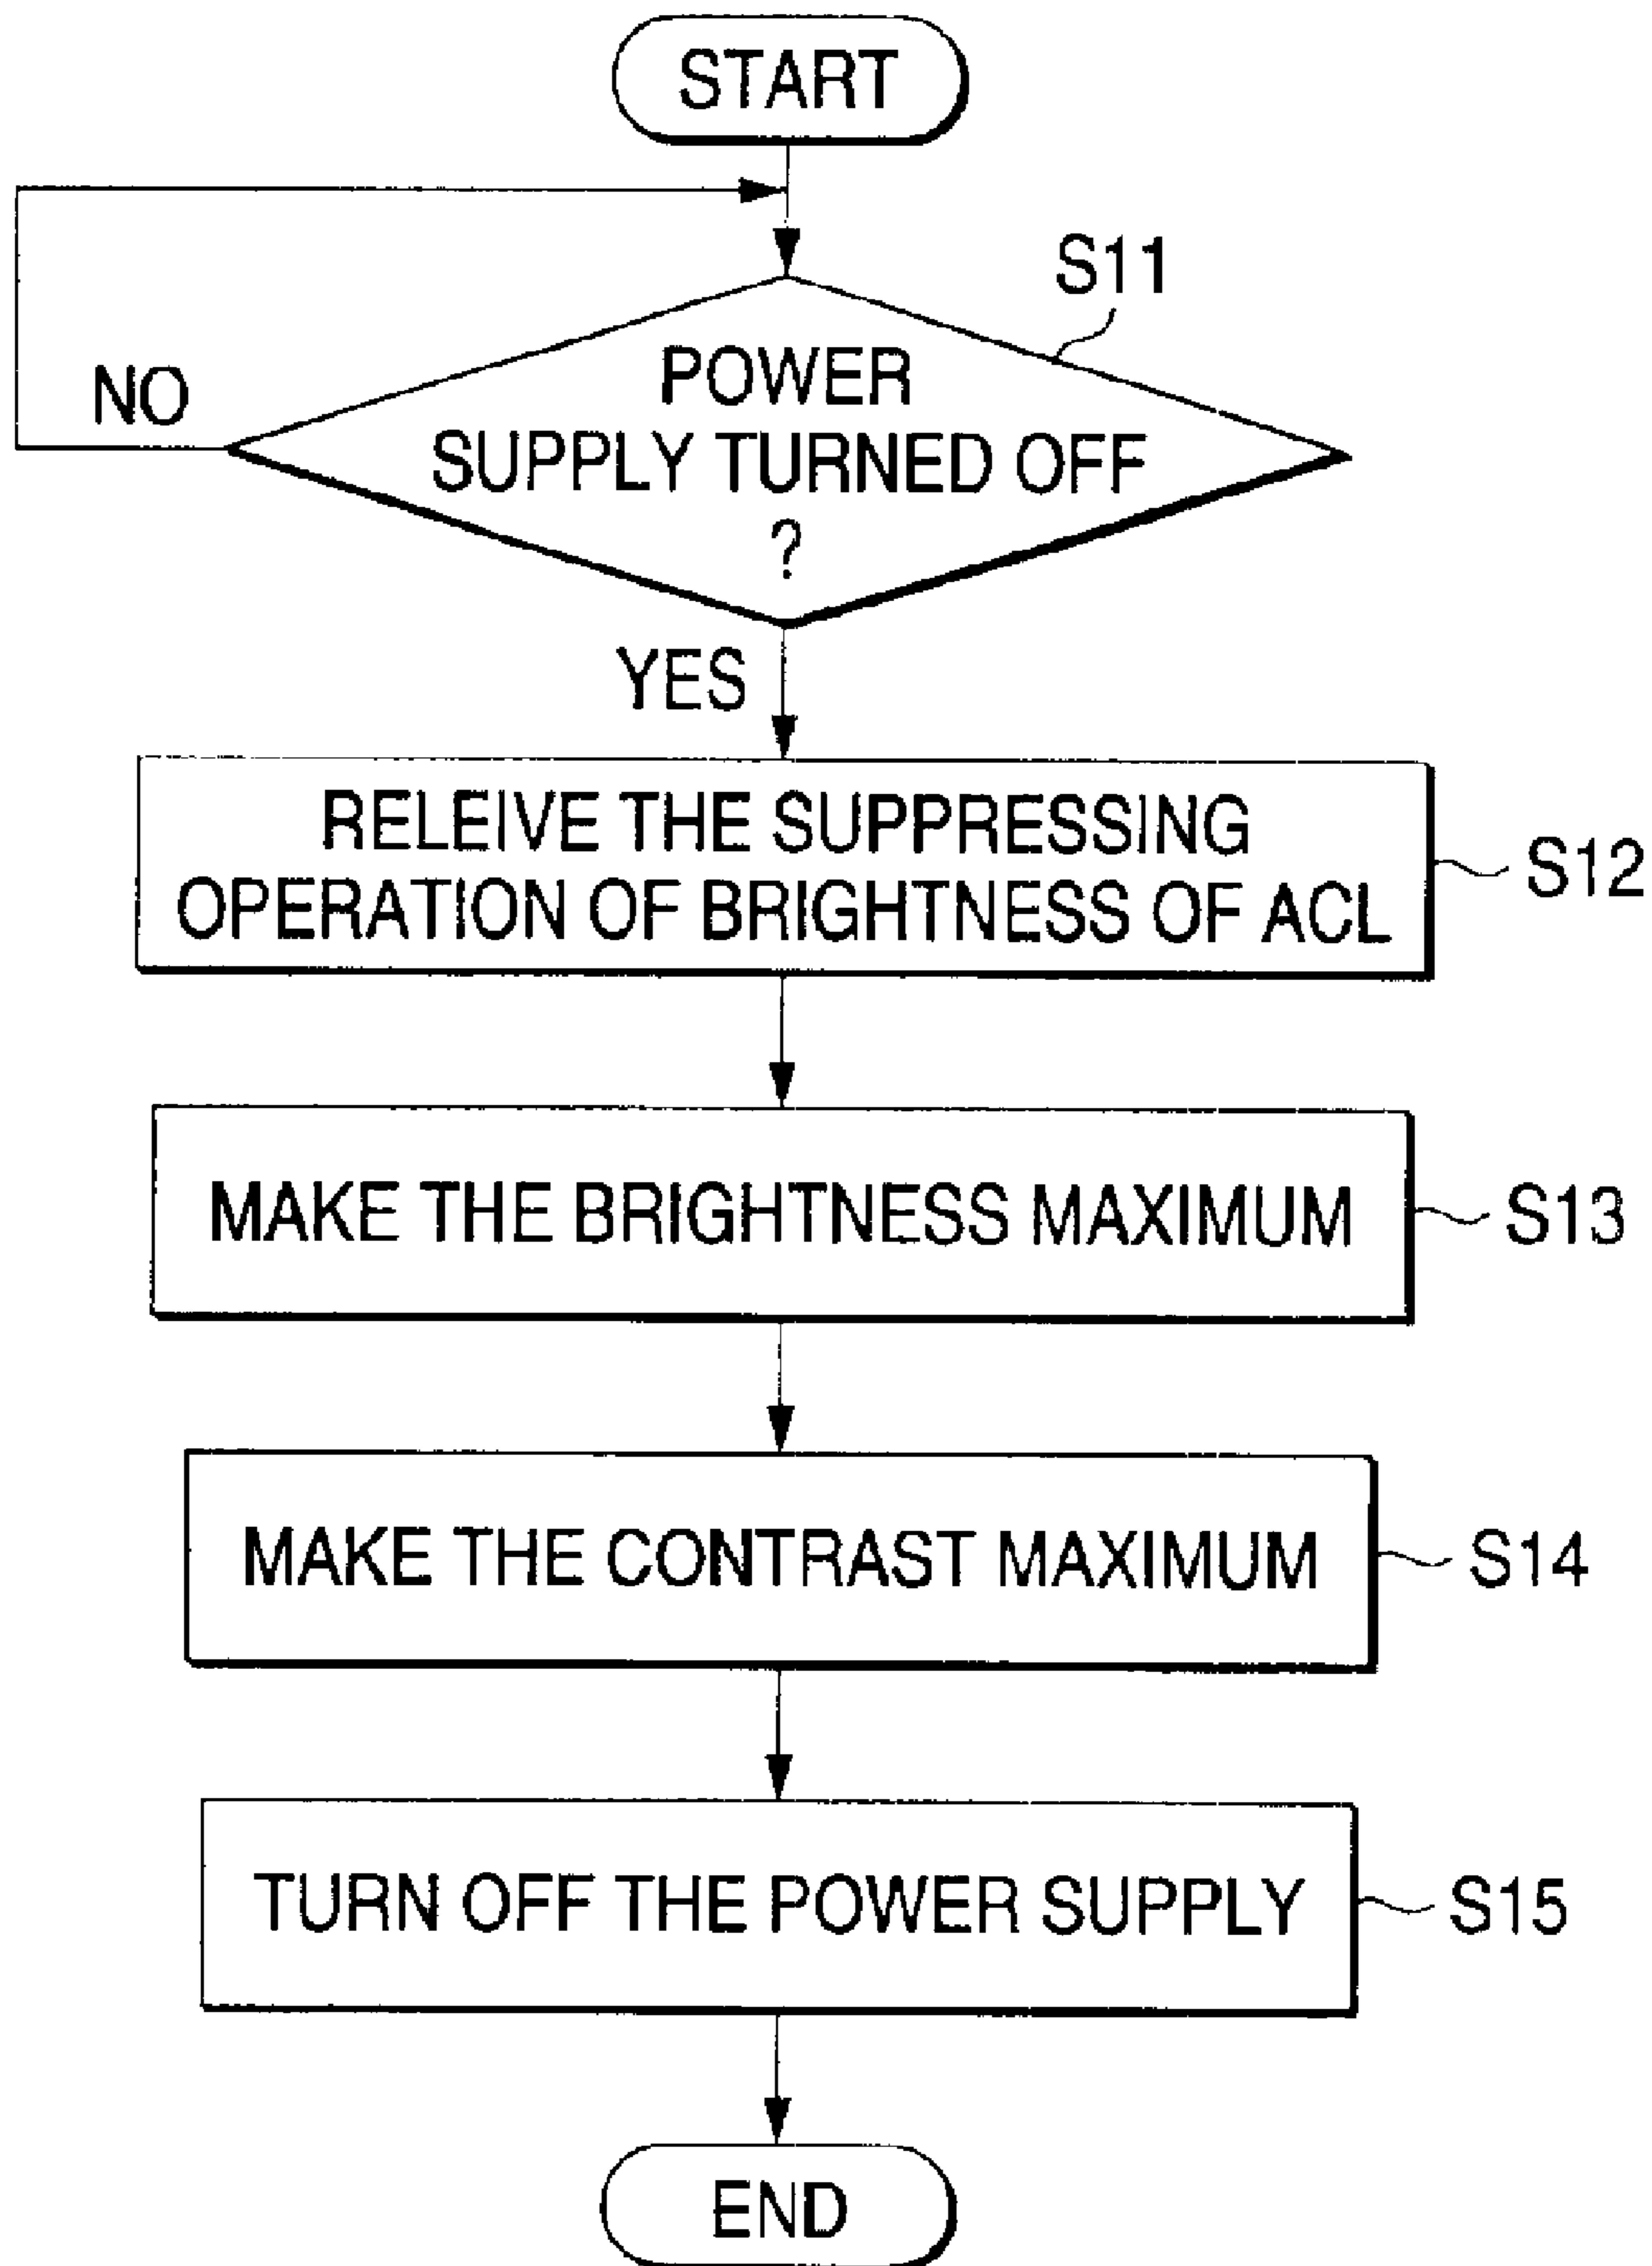 START
S11
POWER
SUPPLY TURNED OFF
?
NO
YES
RELEIVE THE SUPPRESSING
OPERATION OF BRIGHTNESS OF ACL
S12
MAKE THE BRIGHTNESS MAXIMUM
S13
MAKE THE CONTRAST MAXIMUM
S14
TURN OFF THE POWER SUPPLY
S15
END